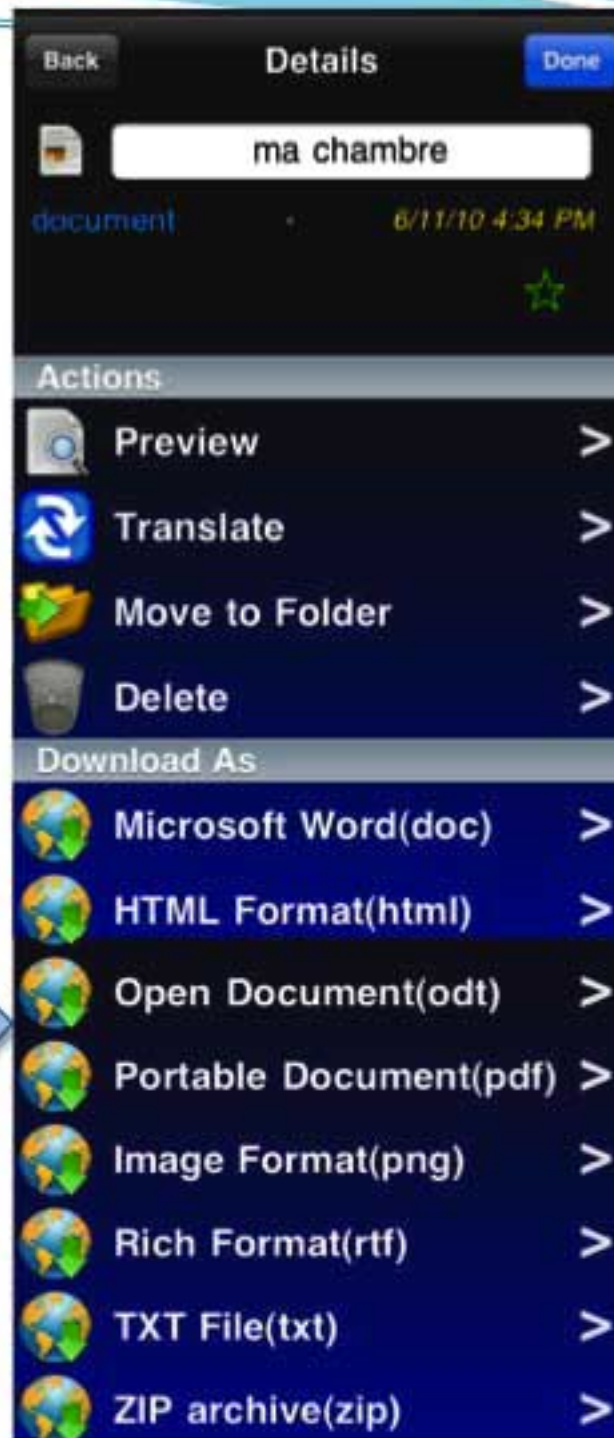 Back Details Done
ma chambre
document 6/11/10 4:34 PM
Actions
Preview >
Translate >
Move to Folder >
Delete >
Download As
Microsoft Word(doc) >
HTML Format(html) >
Open Document(odt) >
Portable Document(pdf) >
Image Format(png) >
Rich Format(rtf) >
TXT File(txt) >
ZIP archive(zip) >